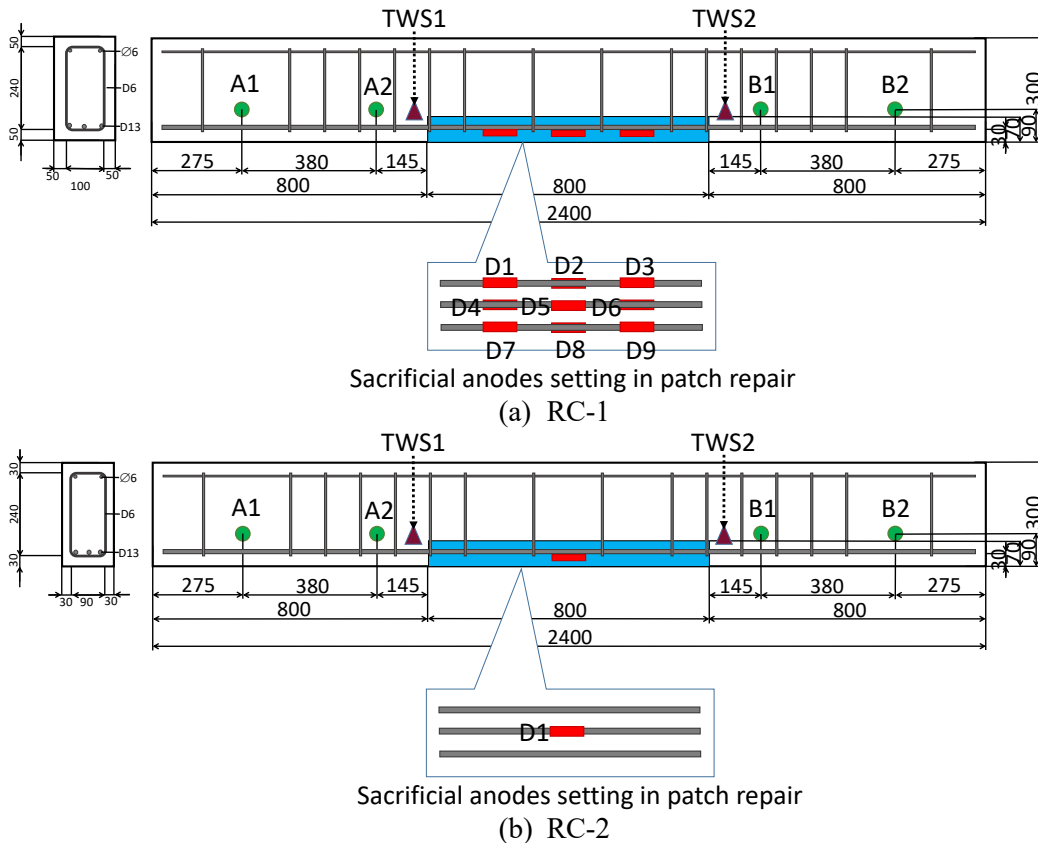 TWS1 TWS2
50 240 50
Ø6
D6
D13
50 100 50
A1 A2 B1 B2
300
30 70 90
275 380 145 145 380 275
800 800 800
2400
D1 D2 D3
D4 D5 D6
D7 D8 D9
Sacrificial anodes setting in patch repair
(a) RC-1
TWS1 TWS2
30 240 30
Ø6
D6
D13
30 90 30
A1 A2 B1 B2
300
30 70 90
275 380 145 145 380 275
800 800 800
2400
D1
Sacrificial anodes setting in patch repair
(b) RC-2